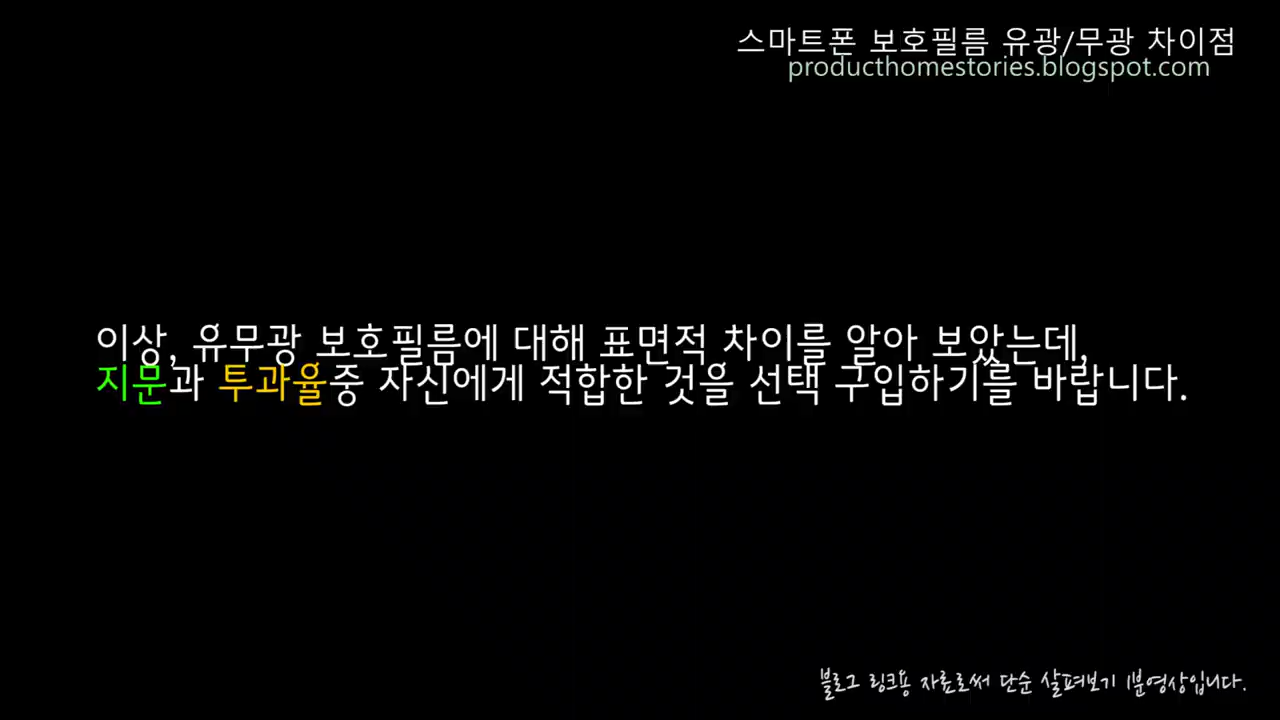 스마트폰 보호필름 유광/무광 차이점
producthomestories.blogspot.com
이상, 유무광 보호필름에 대해 표면적 차이를 알아 보았는데,
지문과 투과율중 자신에게 적합한 것을 선택 구입하기를 바랍니다.
블로그 링크용 자료로써 단순 살펴보기 1분영상입니다.